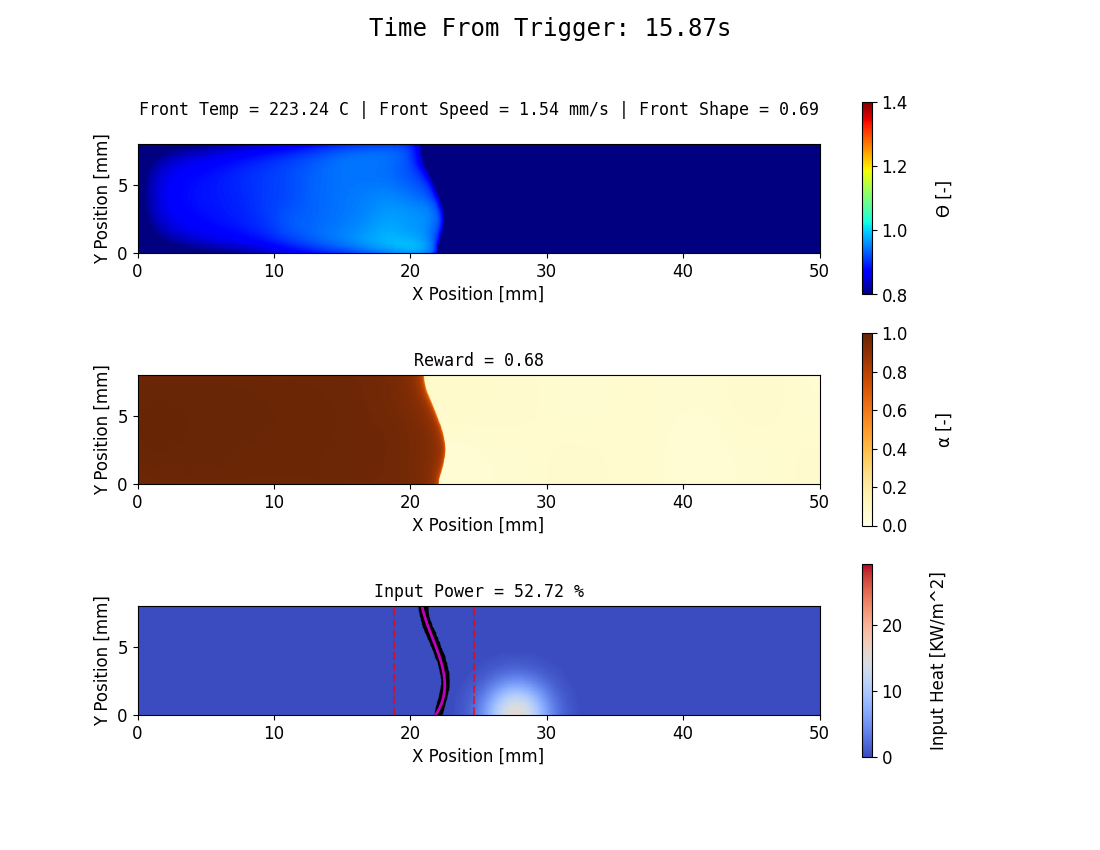 Time From Trigger: 15.87s
Front Temp = 223.24 C | Front Speed = 1.54 mm/s | Front Shape = 0.69
Y Position [mm]
5
0
0 10 20 30 40 50
X Position [mm]
1.4
1.2
1.0
0.8
Θ [-]
Reward = 0.68
Y Position [mm]
5
0
0 10 20 30 40 50
X Position [mm]
1.0
0.8
0.6
0.4
0.2
0.0
α [-]
Input Power = 52.72 %
Y Position [mm]
5
0
0 10 20 30 40 50
X Position [mm]
20
10
0
Input Heat [KW/m^2]